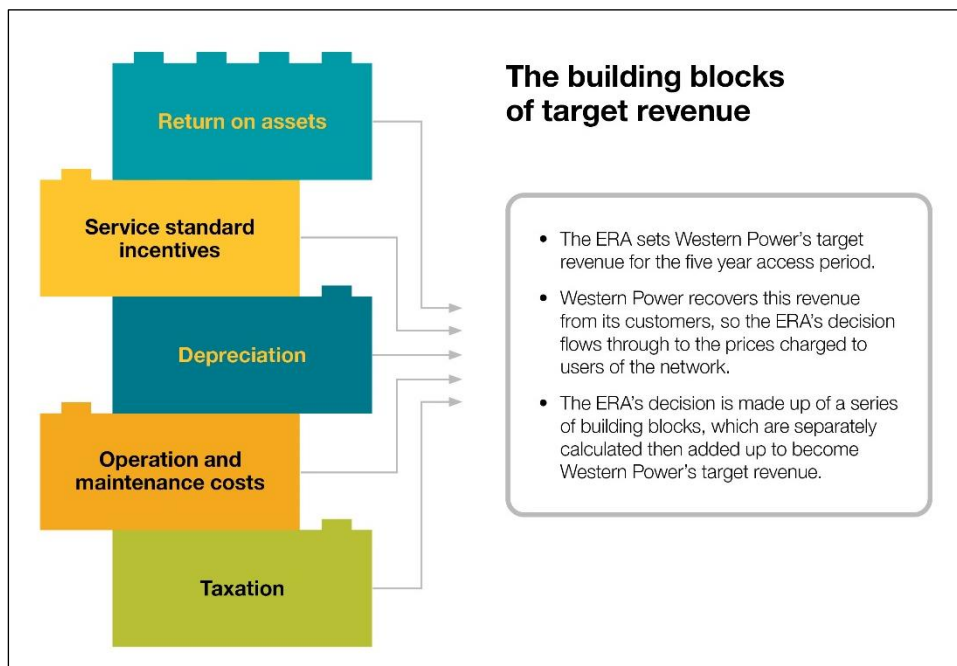 The building blocks
of target revenue
Return on assets
Service standard
incentives
Depreciation
Operation and
maintenance costs
Taxation
• The ERA sets Western Power’s target
revenue for the five year access period.
• Western Power recovers this revenue
from its customers, so the ERA’s decision
flows through to the prices charged to
users of the network.
• The ERA’s decision is made up of a series
of building blocks, which are separately
calculated then added up to become
Western Power’s target revenue.